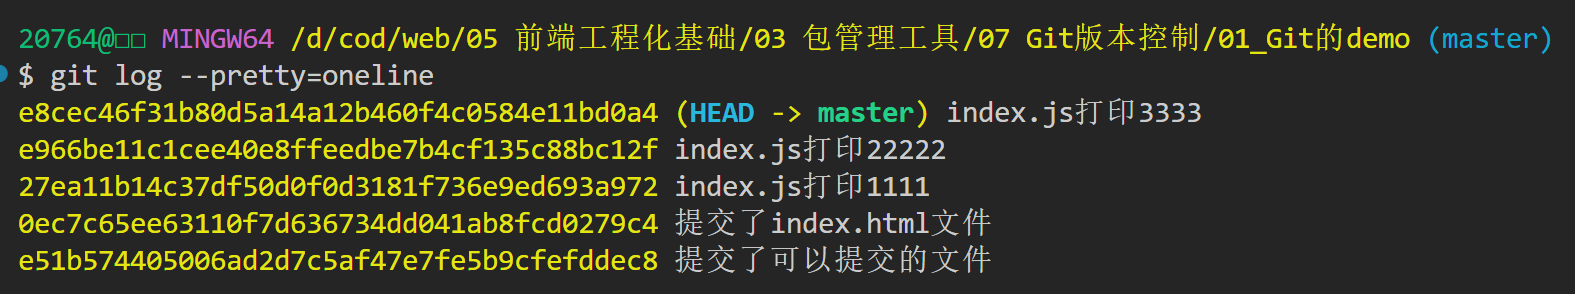 20764@□□ MINGW64 /d/cod/web/05 前端工程化基础/03 包管理工具/07 Git版本控制/01_Git的demo (master)
$ git log --pretty=oneline
e8cec46f31b80d5a14a12b460f4c0584e11bd0a4 (HEAD -> master) index.js打印3333
e966be11c1cee40e8ffeedbe7b4cf135c88bc12f index.js打印22222
27ea11b14c37df50d0f0d3181f736e9ed693a972 index.js打印1111
0ec7c65ee63110f7d636734dd041ab8fcd0279c4 提交了index.html文件
e51b574405006ad2d7c5af47e7fe5b9cfefddec8 提交了可以提交的文件